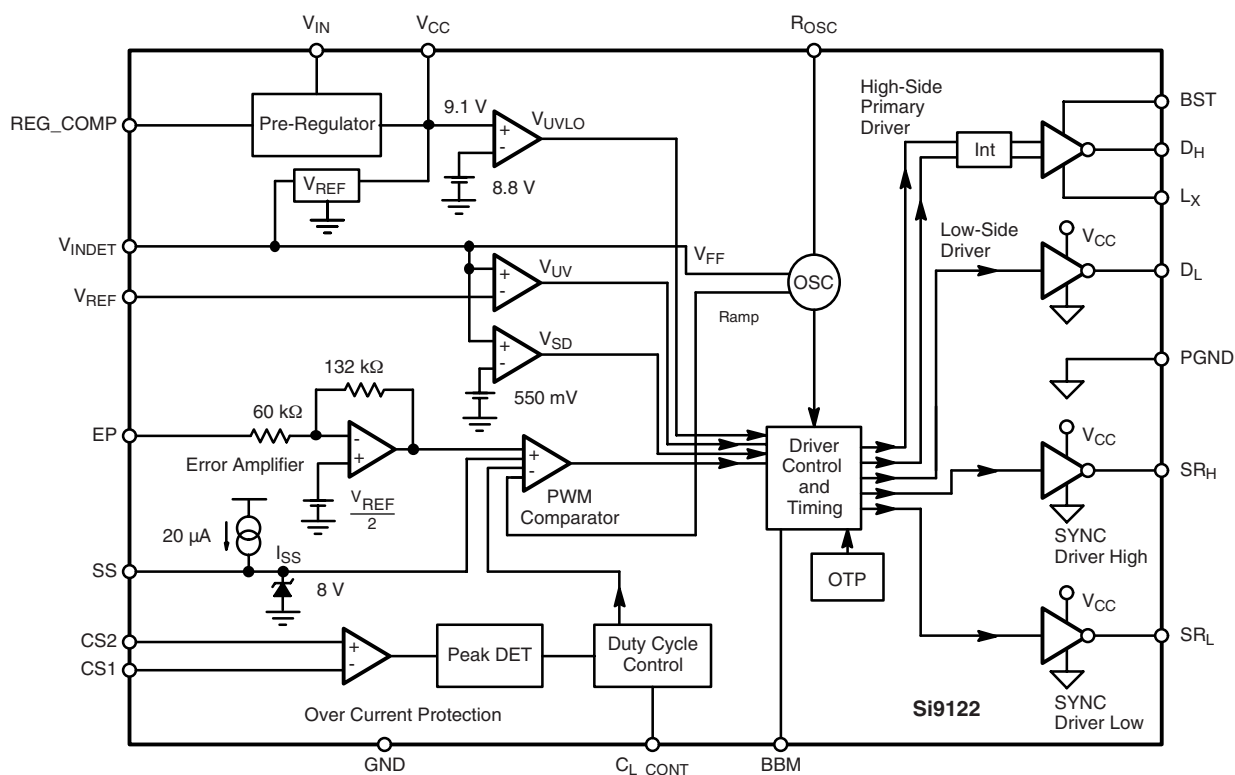 VIN
VCC
ROSC
REG_COMP
Pre-Regulator
9.1 V
VUVLO
+
-
8.8 V
VREF
High-Side
Primary
Driver
Int
BST
DH
LX
VINDET
VFF
Low-Side
Driver
VCC
DL
VREF
+
-
VUV
OSC
Ramp
+
-
VSD
550 mV
PGND
132 kΩ
60 kΩ
EP
-
+
Error Amplifier
VREF
2
+
-
PWM
Comparator
Driver
Control
and
Timing
VCC
SRH
SYNC
Driver High
20 µA
ISS
SS
8 V
OTP
VCC
SRL
SYNC
Driver Low
CS2
CS1
+
-
Peak DET
Duty Cycle
Control
Over Current Protection
Si9122
GND
CL_CONT
BBM